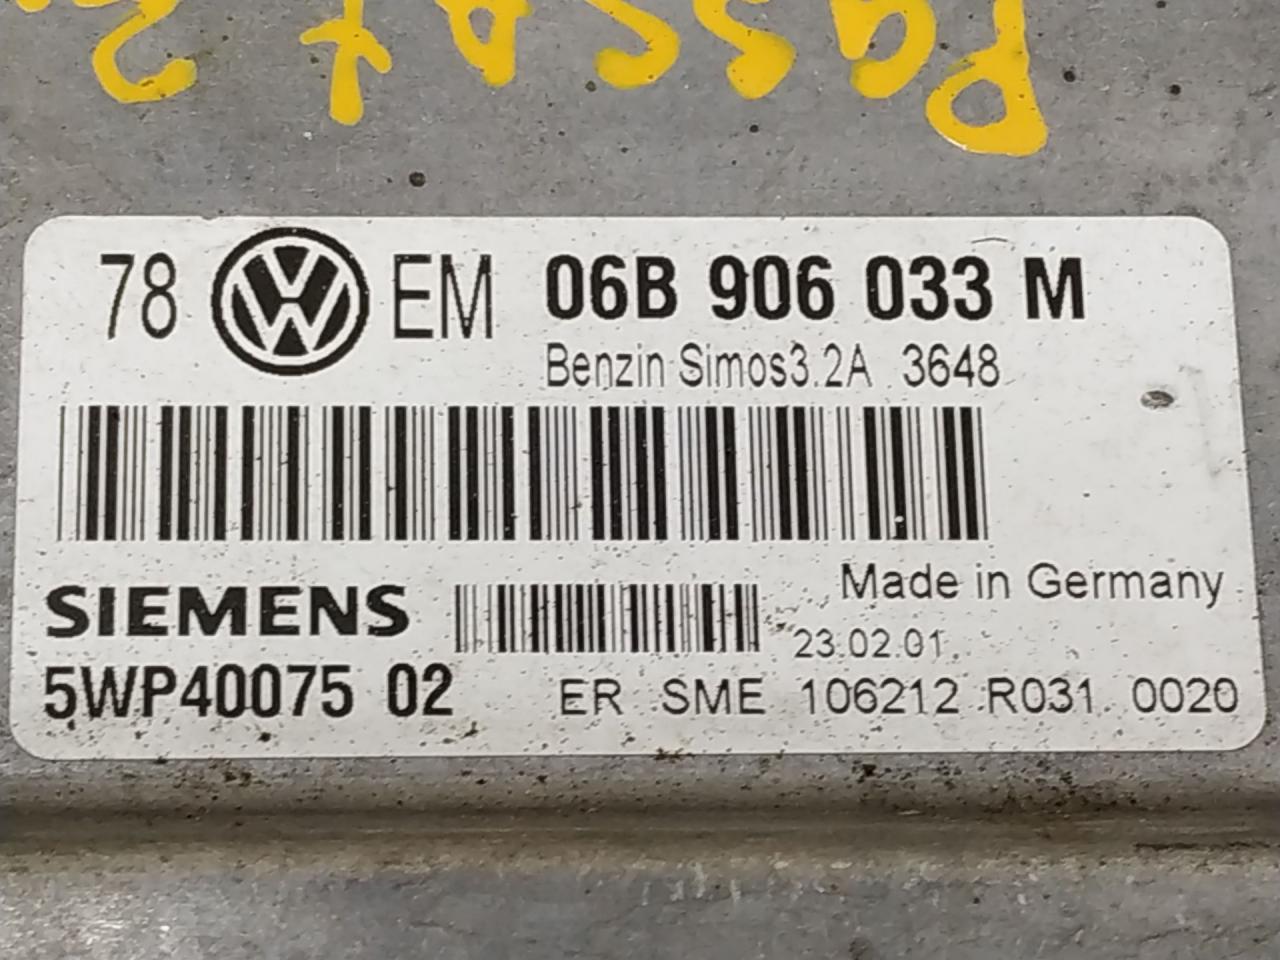 PASSAT
78 VW EM 06B 906 033 M
Benzin Simos3.2A 3648
SIEMENS
Made in Germany
23.02.01.
5WP40075 02
ER SME 106212 R031 0020